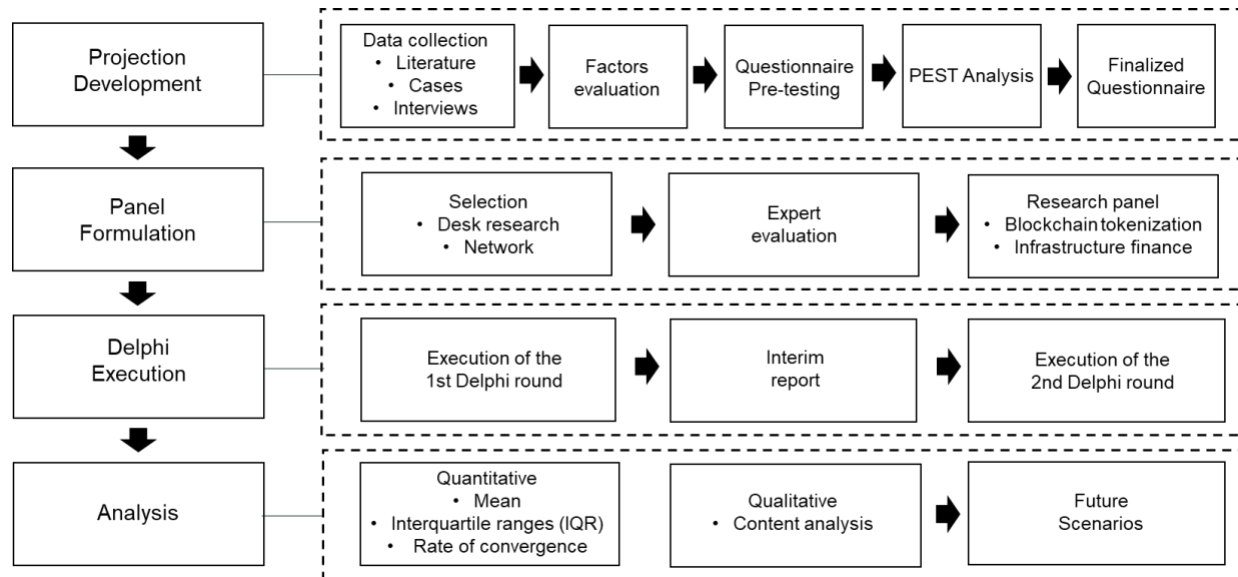 Projection
Development
Data collection
• Literature
• Cases
• Interviews
Factors
evaluation
Questionnaire
Pre-testing
PEST Analysis
Finalized
Questionnaire
Panel
Formulation
Selection
• Desk research
• Network
Expert
evaluation
Research panel
• Blockchain tokenization
• Infrastructure finance
Delphi
Execution
Execution of the
1st Delphi round
Interim
report
Execution of the
2nd Delphi round
Analysis
Quantitative
• Mean
• Interquartile ranges (IQR)
• Rate of convergence
Qualitative
• Content analysis
Future
Scenarios